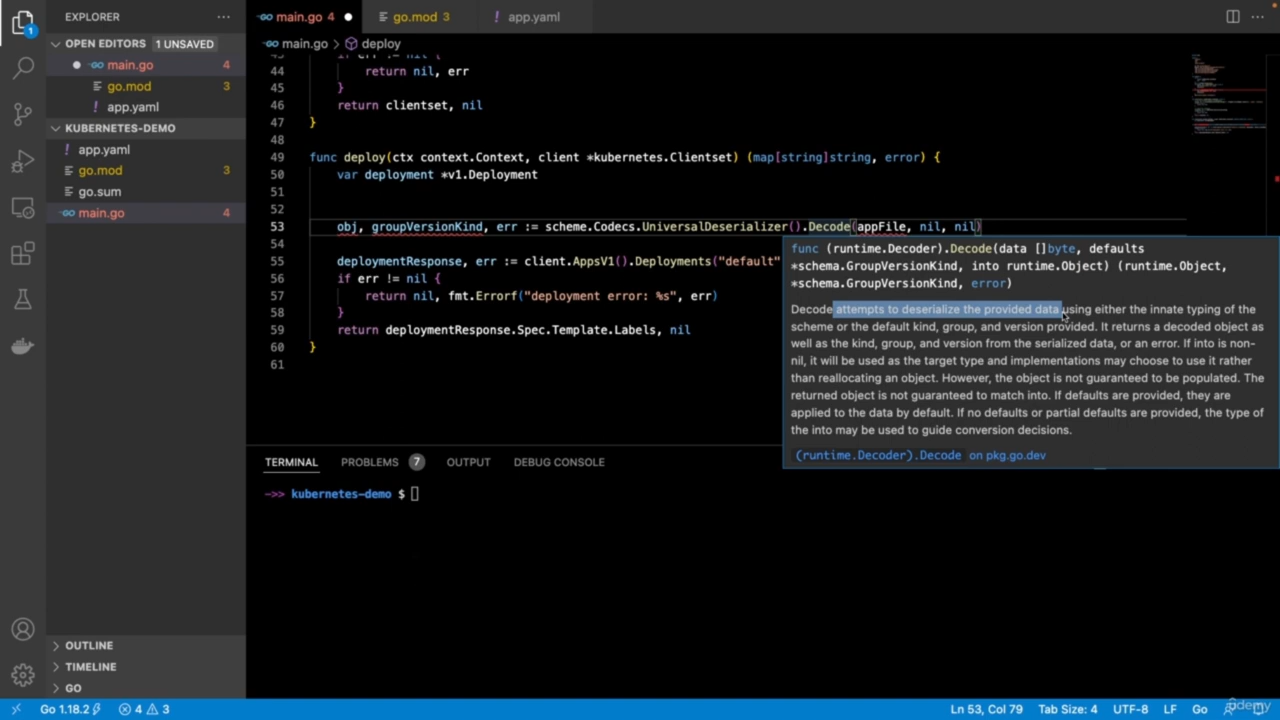 EXPLORER
OPEN EDITORS 1 UNSAVED
main.go 4
go.mod 3
app.yaml
KUBERNETES-DEMO
app.yaml
go.mod 3
go.sum
main.go 4
OUTLINE
TIMELINE
GO
main.go 4 go.mod 3 app.yaml
main.go > deploy
44 return nil, err
45 }
46 return clientset, nil
47 }
48
49 func deploy(ctx context.Context, client *kubernetes.Clientset) (map[string]string, error) {
50 var deployment *v1.Deployment
51
52
53 obj, groupVersionKind, err := scheme.Codecs.UniversalDeserializer().Decode(appFile, nil, nil)
54
55 deploymentResponse, err := client.AppsV1().Deployments("default"
56 if err != nil {
57 return nil, fmt.Errorf("deployment error: %s", err)
58 }
59 return deploymentResponse.Spec.Template.Labels, nil
60 }
61
func (runtime.Decoder).Decode(data []byte, defaults
*schema.GroupVersionKind, into runtime.Object) (runtime.Object,
*schema.GroupVersionKind, error)
Decode attempts to deserialize the provided data using either the innate typing of the
scheme or the default kind, group, and version provided. It returns a decoded object as
well as the kind, group, and version from the serialized data, or an error. If into is non-
nil, it will be used as the target type and implementations may choose to use it rather
than reallocating an object. However, the object is not guaranteed to be populated. The
returned object is not guaranteed to match into. If defaults are provided, they are
applied to the data by default. If no defaults or partial defaults are provided, the type of
the into may be used to guide conversion decisions.
(runtime.Decoder).Decode on pkg.go.dev
TERMINAL PROBLEMS 7 OUTPUT DEBUG CONSOLE
->> kubernetes-demo $
Go 1.18.2 4 3 Ln 53, Col 79 Tab Size: 4 UTF-8 LF Go
udemy